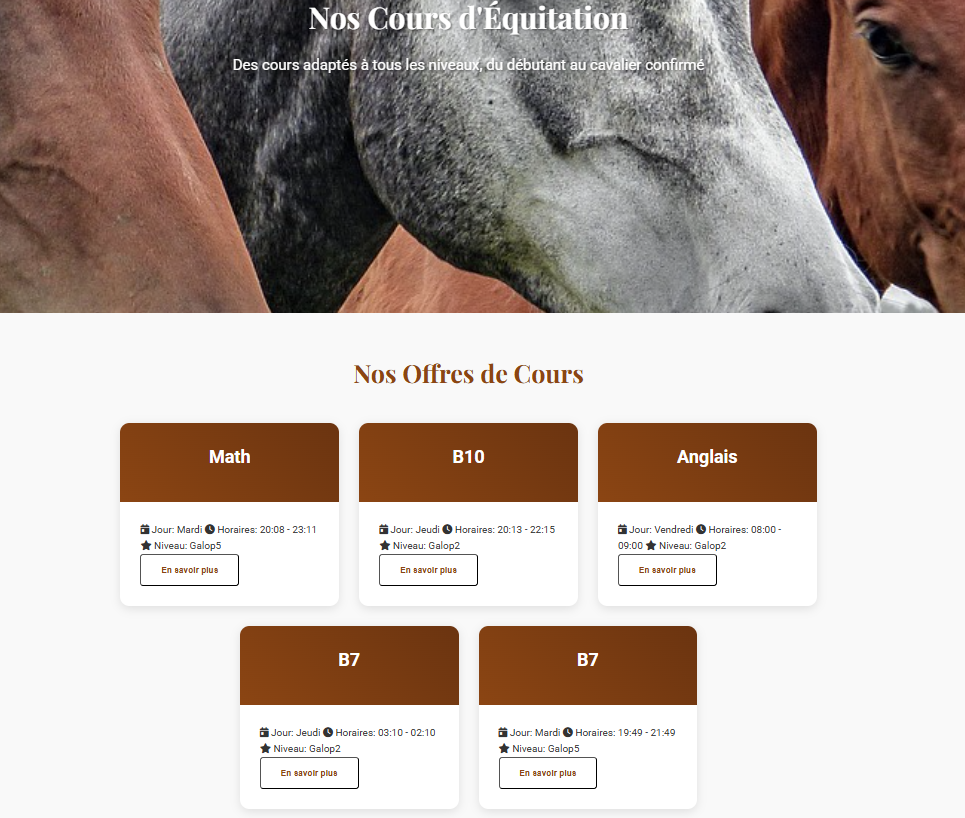 Nos Cours d'Équitation
Des cours adaptés à tous les niveaux, du débutant au cavalier confirmé
Nos Offres de Cours
Math
Jour: Mardi Horaires: 20:08 - 23:11
Niveau: Galop5
En savoir plus
B10
Jour: Jeudi Horaires: 20:13 - 22:15
Niveau: Galop2
En savoir plus
Anglais
Jour: Vendredi Horaires: 08:00 -
09:00 Niveau: Galop2
En savoir plus
B7
Jour: Jeudi Horaires: 03:10 - 02:10
Niveau: Galop2
En savoir plus
B7
Jour: Mardi Horaires: 19:49 - 21:49
Niveau: Galop5
En savoir plus